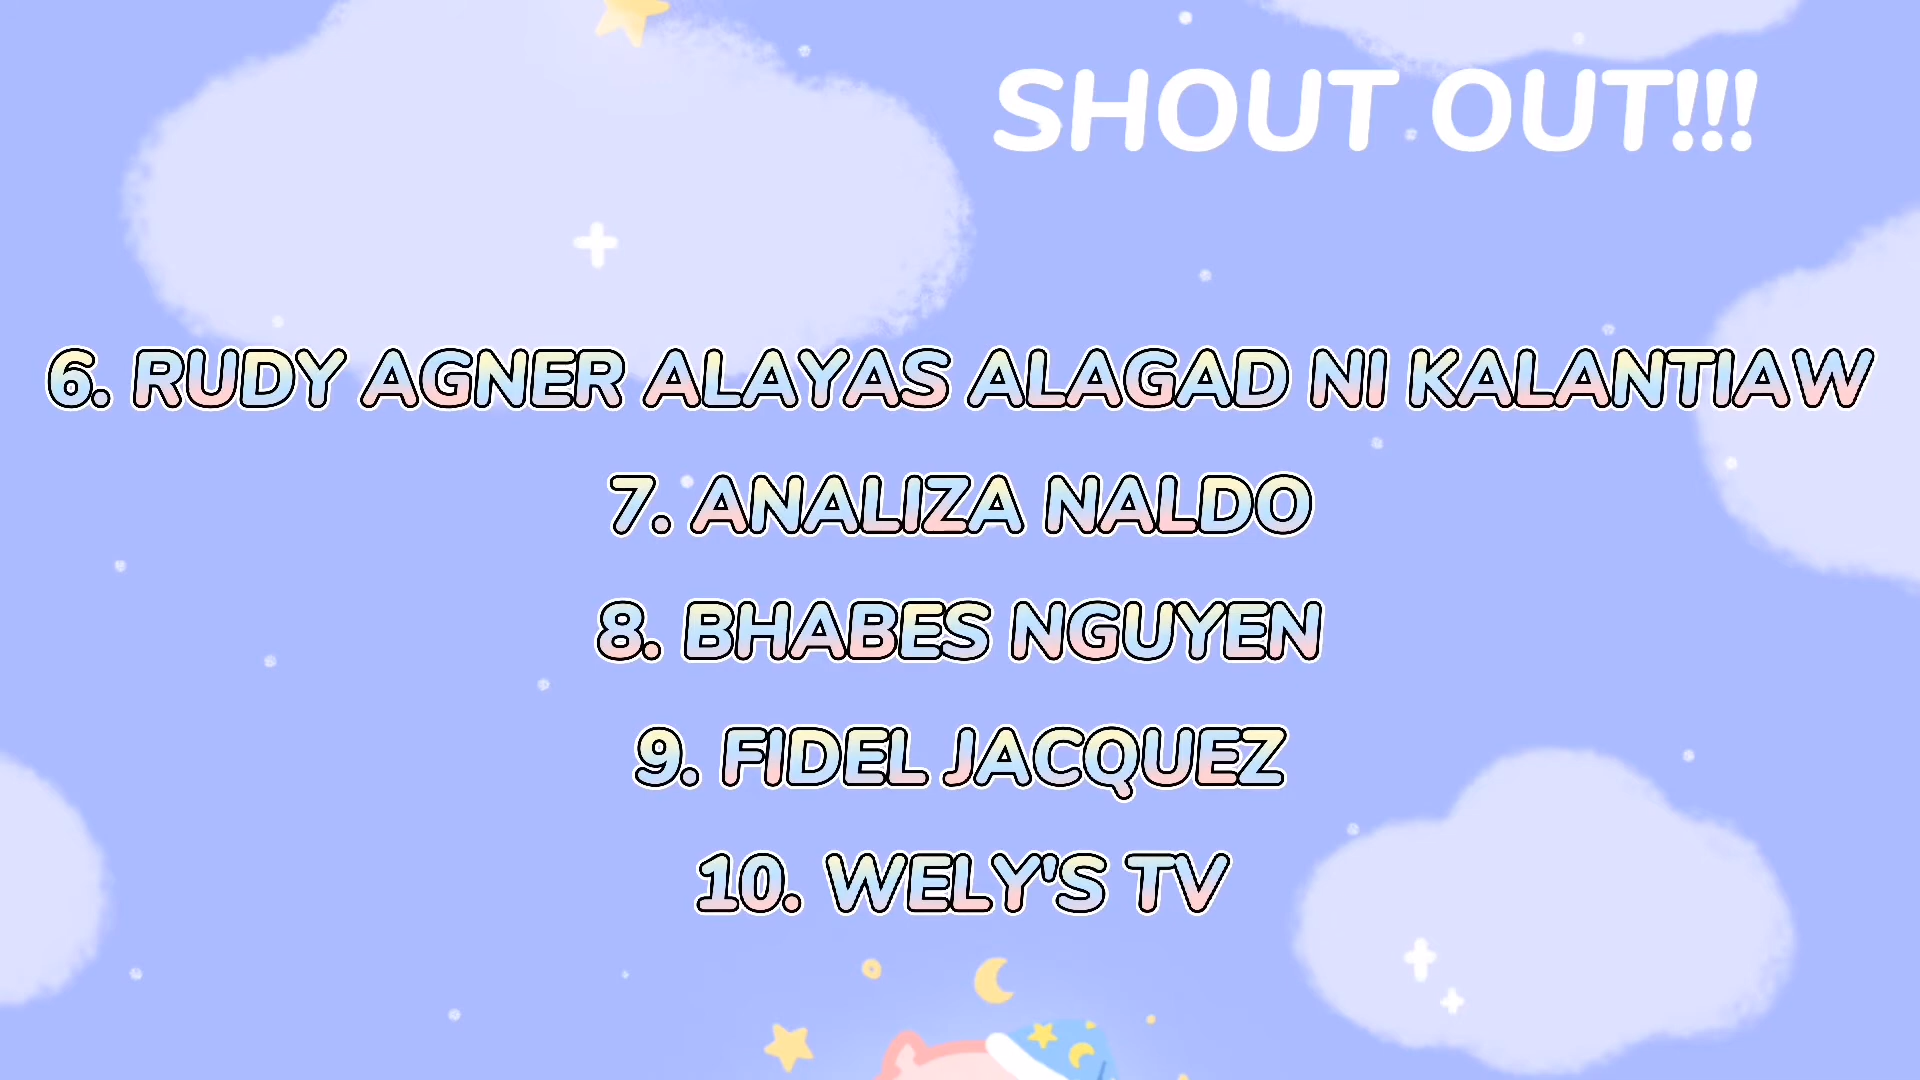 SHOUT OUT!!!
6. RUDY AGNER ALAYAS ALAGAD NI KALANTIAW
7. ANALIZA NALDO
8. BHABES NGUYEN
9. FIDEL JACQUEZ
10. WELY'S TV